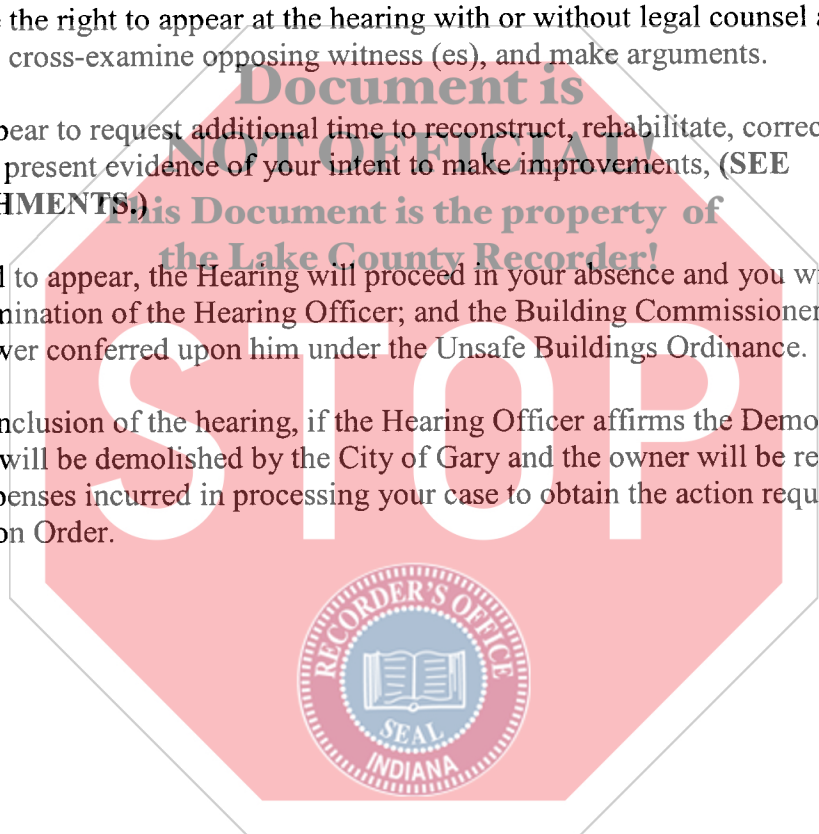 the right to appear at the hearing with or without legal counsel
cross-examine opposing witness (es), and make arguments.
Document is
pear to request additional time to reconstruct, rehabilitate, correc
NOT OFFICIAL!
present evidence of your intent to make improvements, (SEE
HMENTS.)
This Document is the property of
the Lake County Recorder!
l to appear, the Hearing will proceed in your absence and you wi
mination of the Hearing Officer; and the Building Commissioner
wer conferred upon him under the Unsafe Buildings Ordinance.
STOP
nclusion of the hearing, if the Hearing Officer affirms the Demo
will be demolished by the City of Gary and the owner will be re
penses incurred in processing your case to obtain the action requ
on Order.
RECORDER'S OFFICE
SEAL
INDIANA